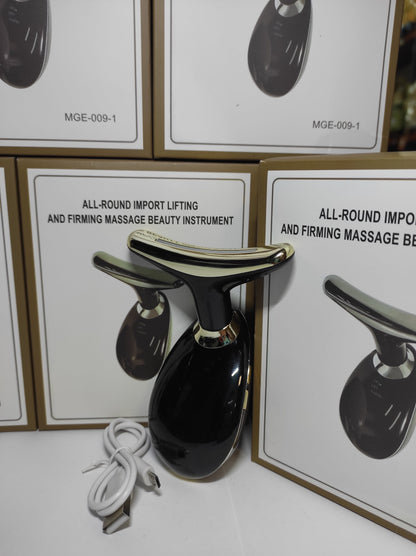 MGE-009-1
MGE-009-1
ALL-ROUND IMPORT LIFTING
AND FIRMING MASSAGE BEAUTY INSTRUMENT
ALL-ROUND IMPO
AND FIRMING MASSAGE BE